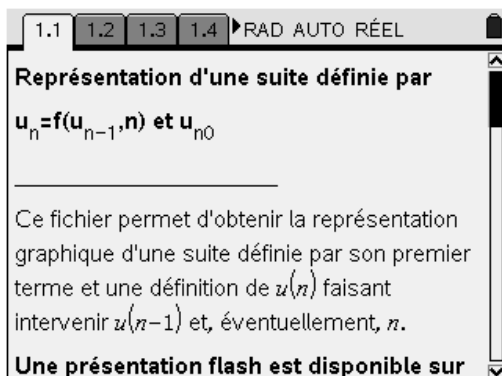 1.1 1.2 1.3 1.4 RAD AUTO RÉEL
Représentation d'une suite définie par
uₙ=f(uₙ₋₁,n) et uₙ₀
Ce fichier permet d'obtenir la représentation
graphique d'une suite définie par son premier
terme et une définition de u(n) faisant
intervenir u(n−1) et, éventuellement, n.
Une présentation flash est disponible sur